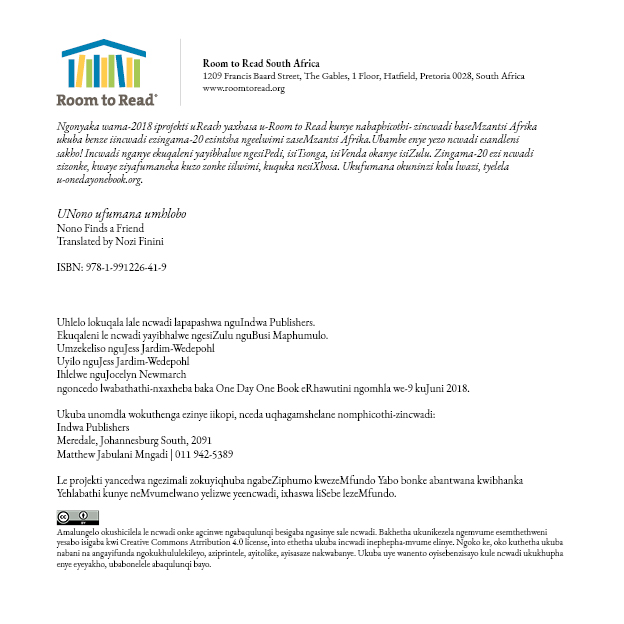 Room to Read®
Room to Read South Africa
1209 Francis Baard Street, The Gables, 1 Floor, Hatfield, Pretoria 0028, South Africa
www.roomtoread.org
Ngonyaka wama-2018 iprojekti uReach yaxhasa u-Room to Read kunye nabaphicothi- zincwadi baseMzantsi Afrika
ukuba benze iincwadi ezingama-20 ezintsha ngeelwimi zaseMzantsi Afrika.Ubambe enye yezo ncwadi esandleni
sakho! Incwadi nganye ekuqaleni yayibhalwe ngesiPedi, isiTsonga, isiVenda okanye isiZulu. Zingama-20 ezi ncwadi
zizonke, kwaye ziyafumaneka kuzo zonke iilwimi, kuquka nesiXhosa. Ukufumana okuninzi kolu lwazi, tyelela
u-onedayonebook.org.
UNono ufumana umhlobo
Nono Finds a Friend
Translated by Nozi Finini
ISBN: 978-1-991226-41-9
Uhlelo lokuqala lale ncwadi lapapashwa nguIndwa Publishers.
Ekuqaleni le ncwadi yayibhalwe ngesiZulu nguBusi Maphumulo.
Umzekeliso nguJess Jardim-Wedepohl
Uyilo nguJess Jardim-Wedepohl
Ihlelwe nguJocelyn Newmarch
ngoncedo lwabathathi-nxaxheba baka One Day One Book eRhawutini ngomhla we-9 kuJuni 2018.
Ukuba unomdla wokuthenga ezinye iikopi, nceda uqhagamshelane nomphicothi-zincwadi:
Indwa Publishers
Meredale, Johannesburg South, 2091
Matthew Jabulani Mngadi | 011 942-5389
Le projekti yancedwa ngezimali zokuyiqhuba ngabeZiphumo kwezeMfundo Yabo bonke abantwana kwibhanka
Yehlabathi kunye neMvumelwano yelizwe yeencwadi, ixhaswa liSebe lezeMfundo.
cc BY
Amalungelo okushicilela le ncwadi onke agcinwe ngabaqulunqi besigaba ngasinye sale ncwadi. Bakhetha ukunikezela ngemvume esemthethweni
yesabo isigaba kwi Creative Commons Attribution 4.0 license, into ethetha ukuba incwadi inephepha-mvume elinye. Ngoko ke, oko kuthetha ukuba
nabani na angayifunda ngokukhululekileyo, aziprintele, ayitolike, ayisasaze nakwabanye. Ukuba uye wanento oyisebenzisayo kule ncwadi ukukhupha
enye eyeyakho, ubabonelele abaqulunqi bayo.